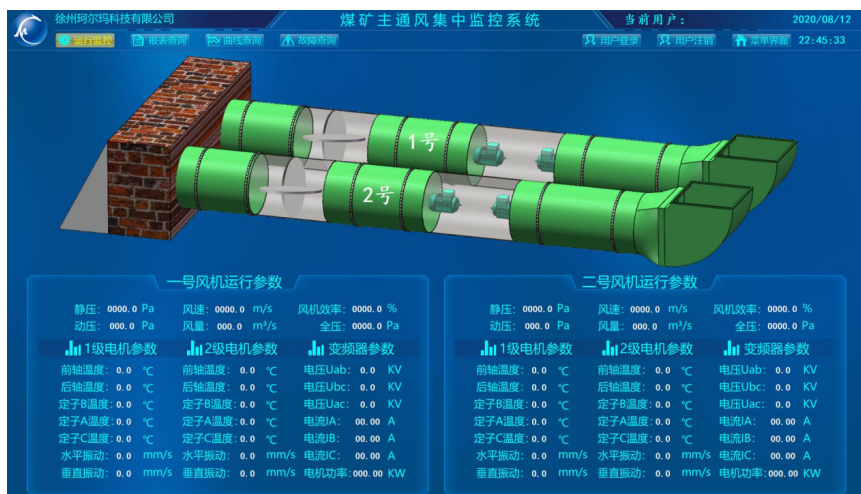 徐州珂尔玛科技有限公司
煤矿主通风集中监控系统
当前用户：
2020/08/12
运行监控 报表查询 曲线查询 故障查询
用户登录 用户注销 菜单界面 22:45:33
1号
2号
一号风机运行参数
静压：0000.0 Pa 风速：0000.0 m/s 风机效率：0000.0 %
动压：000.0 Pa 风量：000.0 m³/s 全压：0000.0 Pa
1级电机参数 2级电机参数 变频器参数
前轴温度：0.0 ℃ 前轴温度：0.0 ℃ 电压Uab：0.0 KV
后轴温度：0.0 ℃ 后轴温度：0.0 ℃ 电压Ubc：0.0 KV
定子B温度：0.0 ℃ 定子B温度：0.0 ℃ 电压Uac：0.0 KV
定子A温度：0.0 ℃ 定子A温度：0.0 ℃ 电流IA：00.00 A
定子C温度：0.0 ℃ 定子C温度：0.0 ℃ 电流IB：00.00 A
水平振动：0.0 mm/s 水平振动：0.0 mm/s 电流IC：00.00 A
垂直振动：0.0 mm/s 垂直振动：0.0 mm/s 电机功率：000.00 KW
二号风机运行参数
静压：0000.0 Pa 风速：0000.0 m/s 风机效率：0000.0 %
动压：000.0 Pa 风量：000.0 m³/s 全压：0000.0 Pa
1级电机参数 2级电机参数 变频器参数
前轴温度：0.0 ℃ 前轴温度：0.0 ℃ 电压Uab：0.0 KV
后轴温度：0.0 ℃ 后轴温度：0.0 ℃ 电压Ubc：0.0 KV
定子B温度：0.0 ℃ 定子B温度：0.0 ℃ 电压Uac：0.0 KV
定子A温度：0.0 ℃ 定子A温度：0.0 ℃ 电流IA：00.00 A
定子C温度：0.0 ℃ 定子C温度：0.0 ℃ 电流IB：00.00 A
水平振动：0.0 mm/s 水平振动：0.0 mm/s 电流IC：00.00 A
垂直振动：0.0 mm/s 垂直振动：0.0 mm/s 电机功率：000.00 KW